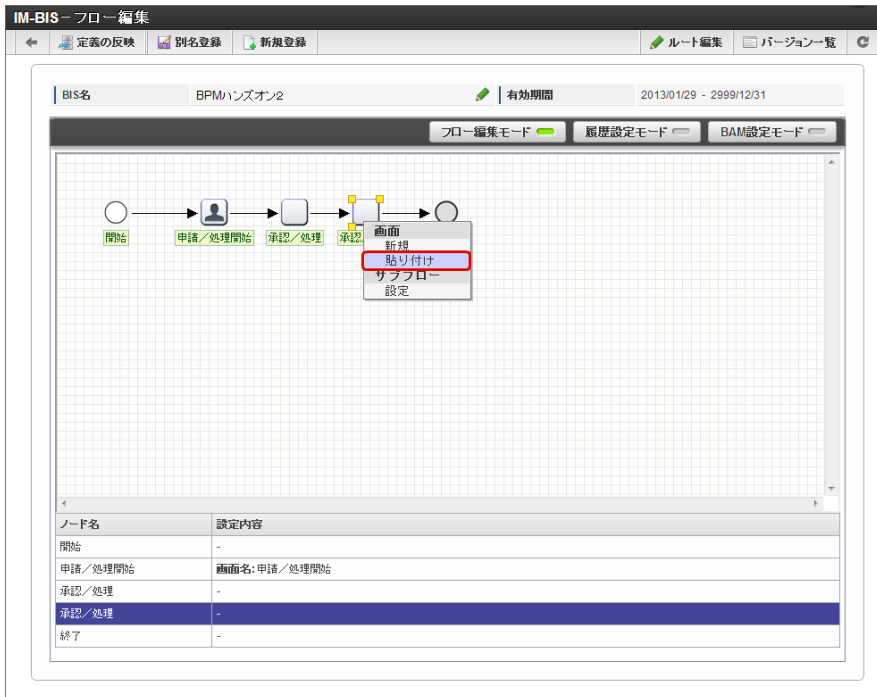 IM-BIS－フロー編集
定義の反映 別名登録 新規登録 ルート編集 バージョン一覧
BIS名 BPMハンズオン2 有効期間 2013/01/29 - 2999/12/31
フロー編集モード 履歴設定モード BAM設定モード
開始 申請／処理開始 承認／処理 承認
画面
新規
貼り付け
サブフロー
設定
ノード名 設定内容
開始 -
申請／処理開始 画面名:申請／処理開始
承認／処理 -
承認／処理 -
終了 -